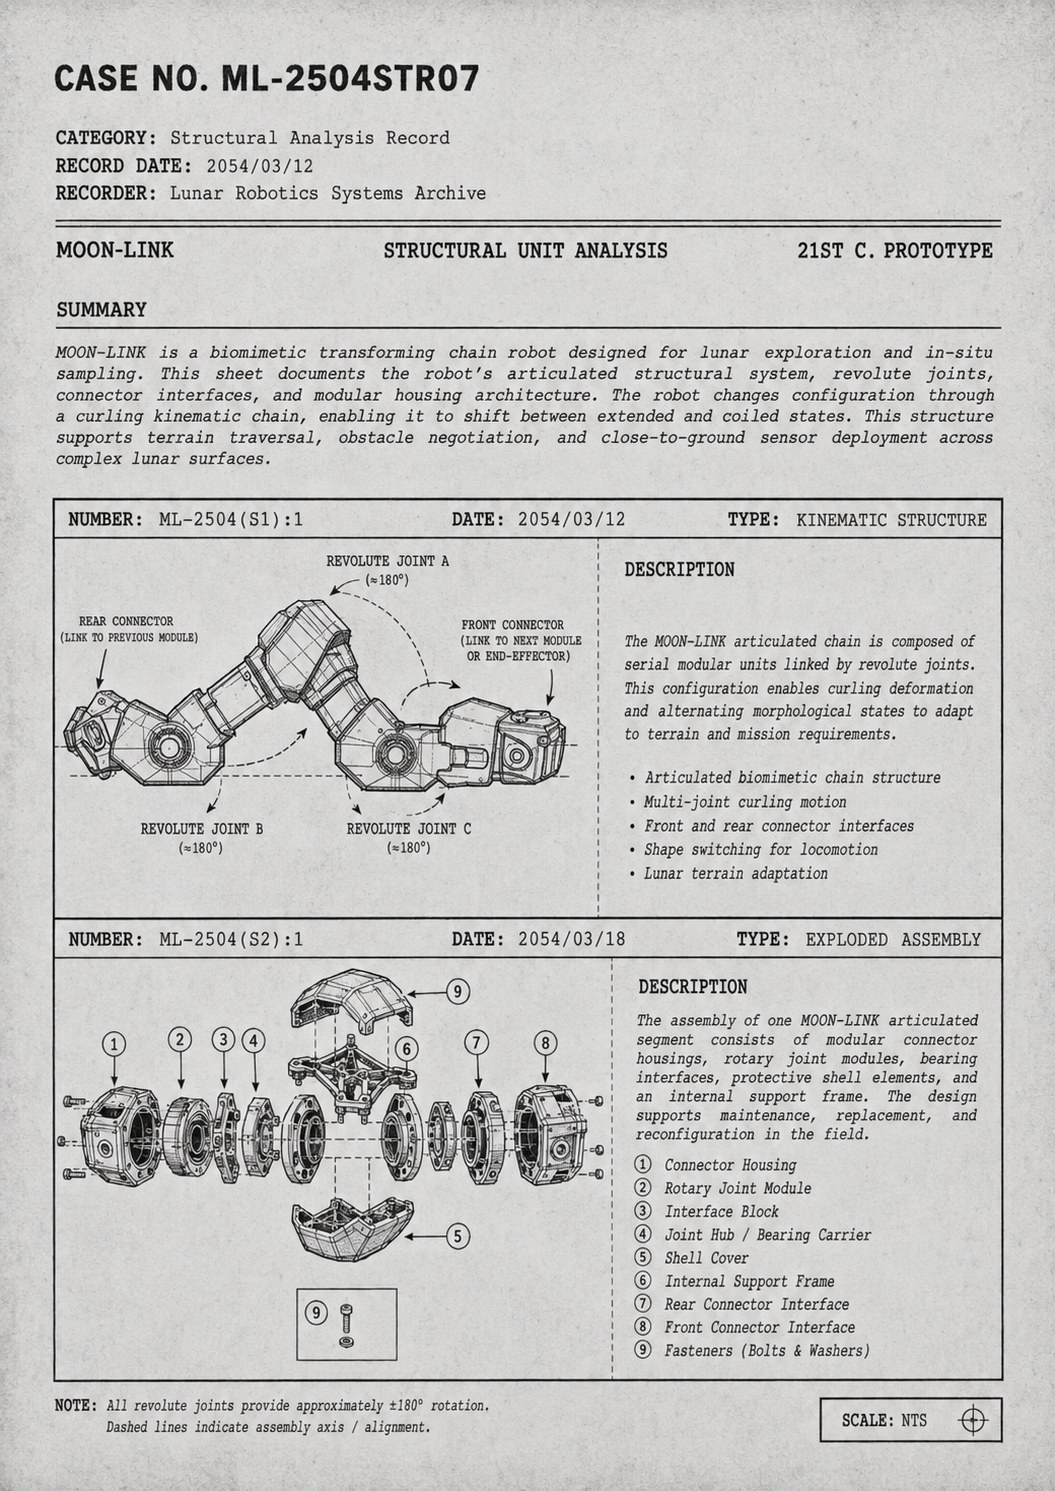 CASE NO. ML-2504STR07
CATEGORY: Structural Analysis Record
RECORD DATE: 2054/03/12
RECORDER: Lunar Robotics Systems Archive
MOON-LINK STRUCTURAL UNIT ANALYSIS 21ST C. PROTOTYPE
SUMMARY
MOON-LINK is a biomimetic transforming chain robot designed for lunar exploration and in-situ
sampling. This sheet documents the robot's articulated structural system, revolute joints,
connector interfaces, and modular housing architecture. The robot changes configuration through
a curling kinematic chain, enabling it to shift between extended and coiled states. This structure
supports terrain traversal, obstacle negotiation, and close-to-ground sensor deployment across
complex lunar surfaces.
NUMBER: ML-2504(S1):1 DATE: 2054/03/12 TYPE: KINEMATIC STRUCTURE
REVOLUTE JOINT A
(≈180°)
REAR CONNECTOR
(LINK TO PREVIOUS MODULE)
FRONT CONNECTOR
(LINK TO NEXT MODULE
OR END-EFFECTOR)
REVOLUTE JOINT B
(≈180°)
REVOLUTE JOINT C
(≈180°)
DESCRIPTION
The MOON-LINK articulated chain is composed of
serial modular units linked by revolute joints.
This configuration enables curling deformation
and alternating morphological states to adapt
to terrain and mission requirements.
• Articulated biomimetic chain structure
• Multi-joint curling motion
• Front and rear connector interfaces
• Shape switching for locomotion
• Lunar terrain adaptation
NUMBER: ML-2504(S2):1 DATE: 2054/03/18 TYPE: EXPLODED ASSEMBLY
9
1 2 3 4 6 7 8
5
9
DESCRIPTION
The assembly of one MOON-LINK articulated
segment consists of modular connector
housings, rotary joint modules, bearing
interfaces, protective shell elements, and
an internal support frame. The design
supports maintenance, replacement, and
reconfiguration in the field.
① Connector Housing
② Rotary Joint Module
③ Interface Block
④ Joint Hub / Bearing Carrier
⑤ Shell Cover
⑥ Internal Support Frame
⑦ Rear Connector Interface
⑧ Front Connector Interface
⑨ Fasteners (Bolts & Washers)
NOTE: All revolute joints provide approximately ±180° rotation.
Dashed lines indicate assembly axis / alignment.
SCALE: NTS